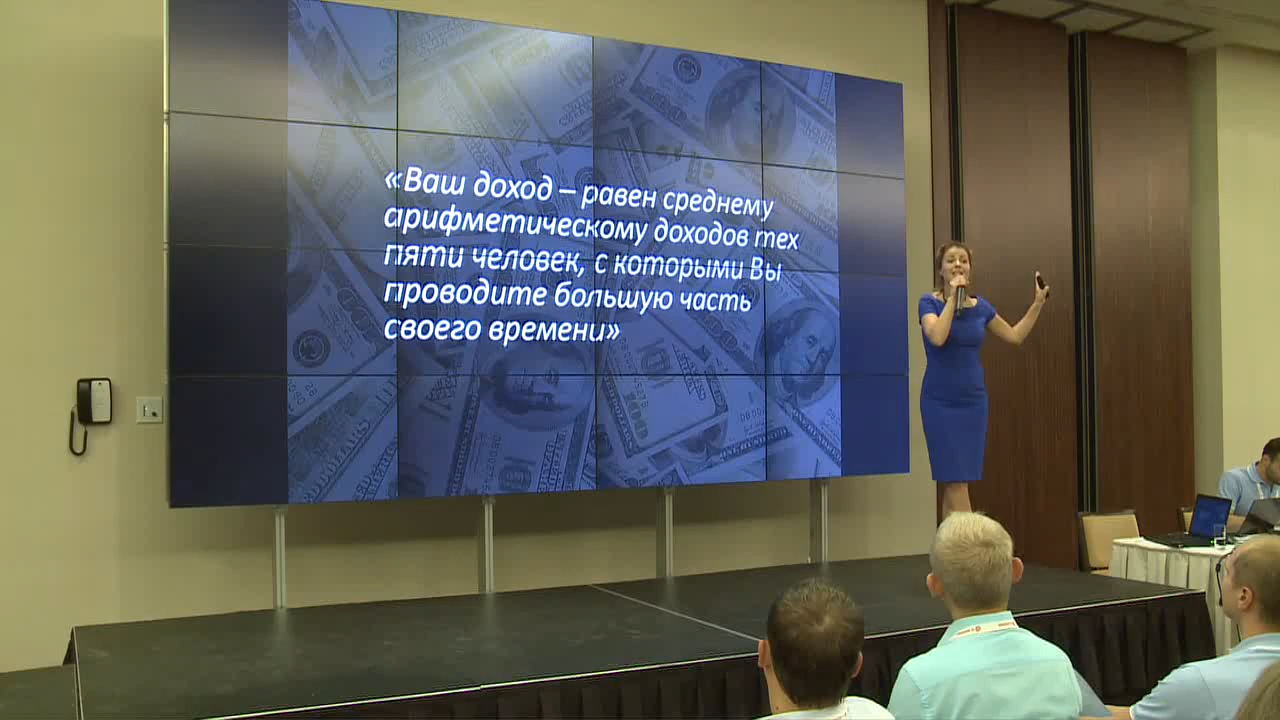 «Ваш доход – равен среднему
арифметическому доходов тех
пяти человек, с которыми Вы
проводите большую часть
своего времени»